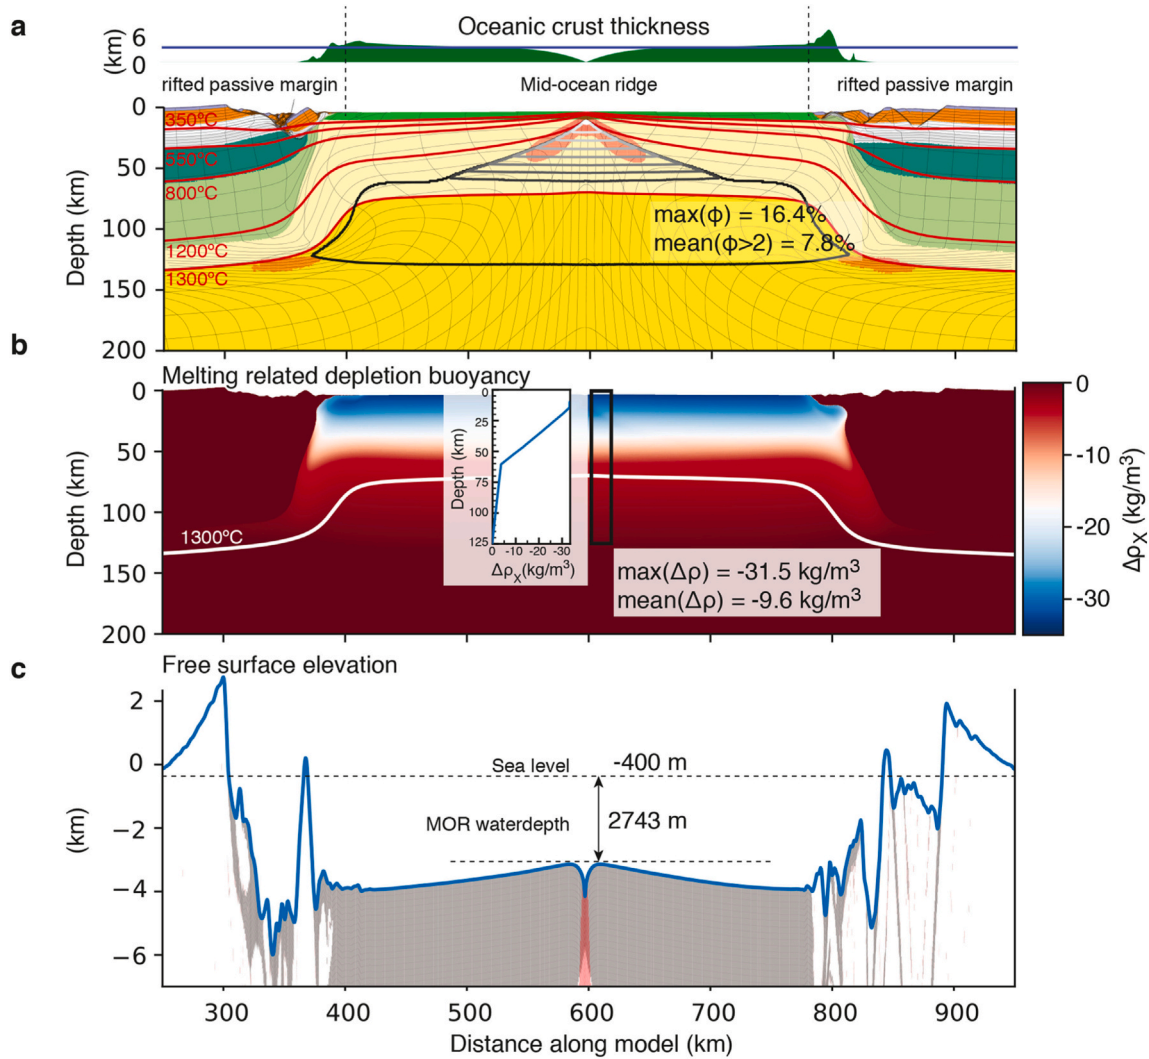 a
Oceanic crust thickness
6
0
(km)
rifted passive margin
Mid-ocean ridge
rifted passive margin
0
50
100
150
200
Depth (km)
350ºC
550ºC
800ºC
1200ºC
1300ºC
max(ϕ) = 16.4%
mean(ϕ>2) = 7.8%
b
Melting related depletion buoyancy
0
50
100
150
200
Depth (km)
1300ºC
0
25
50
75
100
125
Depth (km)
0 -10 -20 -30
Δρx(kg/m³)
max(Δρ) = -31.5 kg/m³
mean(Δρ) = -9.6 kg/m³
0
-10
-20
-30
Δρx (kg/m³)
c
Free surface elevation
2
0
−2
−4
−6
(km)
Sea level
-400 m
MOR waterdepth
2743 m
300 400 500 600 700 800 900
Distance along model (km)